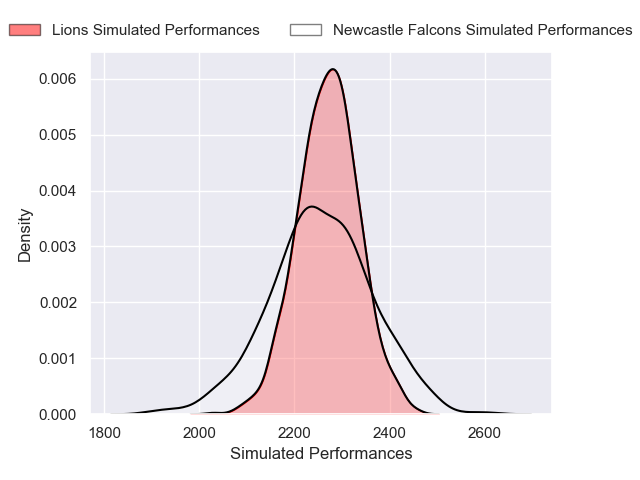 Lions Simulated Performances
Newcastle Falcons Simulated Performances
0.006
0.005
0.004
0.003
0.002
0.001
0.000
Density
1800 2000 2200 2400 2600
Simulated Performances